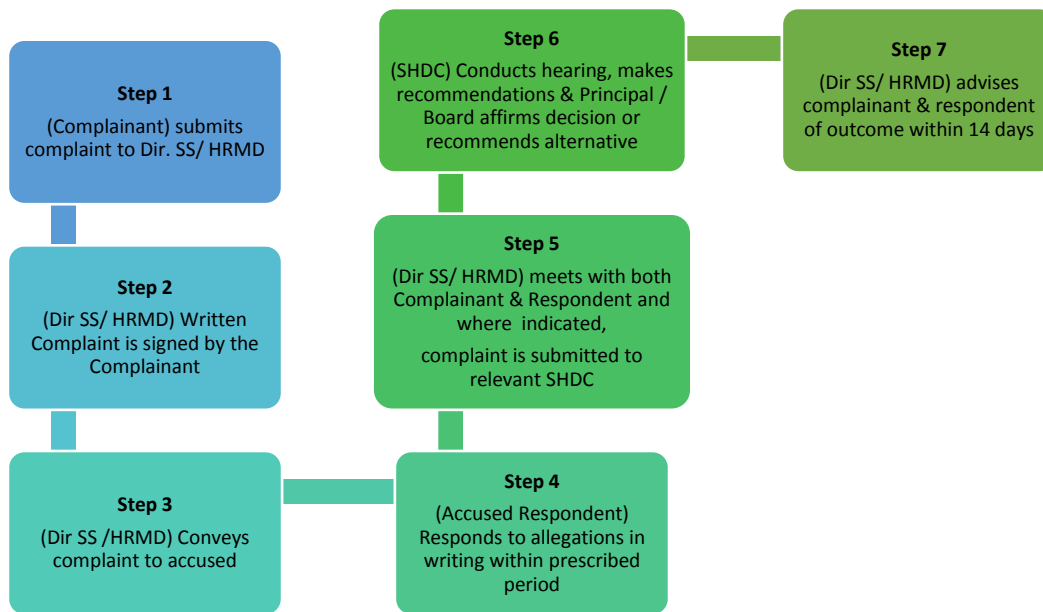 Step 1
(Complainant) submits
complaint to Dir. SS/ HRMD
Step 2
(Dir SS/ HRMD) Written
Complaint is signed by the
Complainant
Step 3
(Dir SS /HRMD) Conveys
complaint to accused
Step 4
(Accused Respondent)
Responds to allegations in
writing within prescribed
period
Step 5
(Dir SS/ HRMD) meets with both
Complainant & Respondent and
where indicated,
complaint is submitted to
relevant SHDC
Step 6
(SHDC) Conducts hearing, makes
recommendations & Principal /
Board affirms decision or
recommends alternative
Step 7
(Dir SS/ HRMD) advises
complainant & respondent
of outcome within 14 days